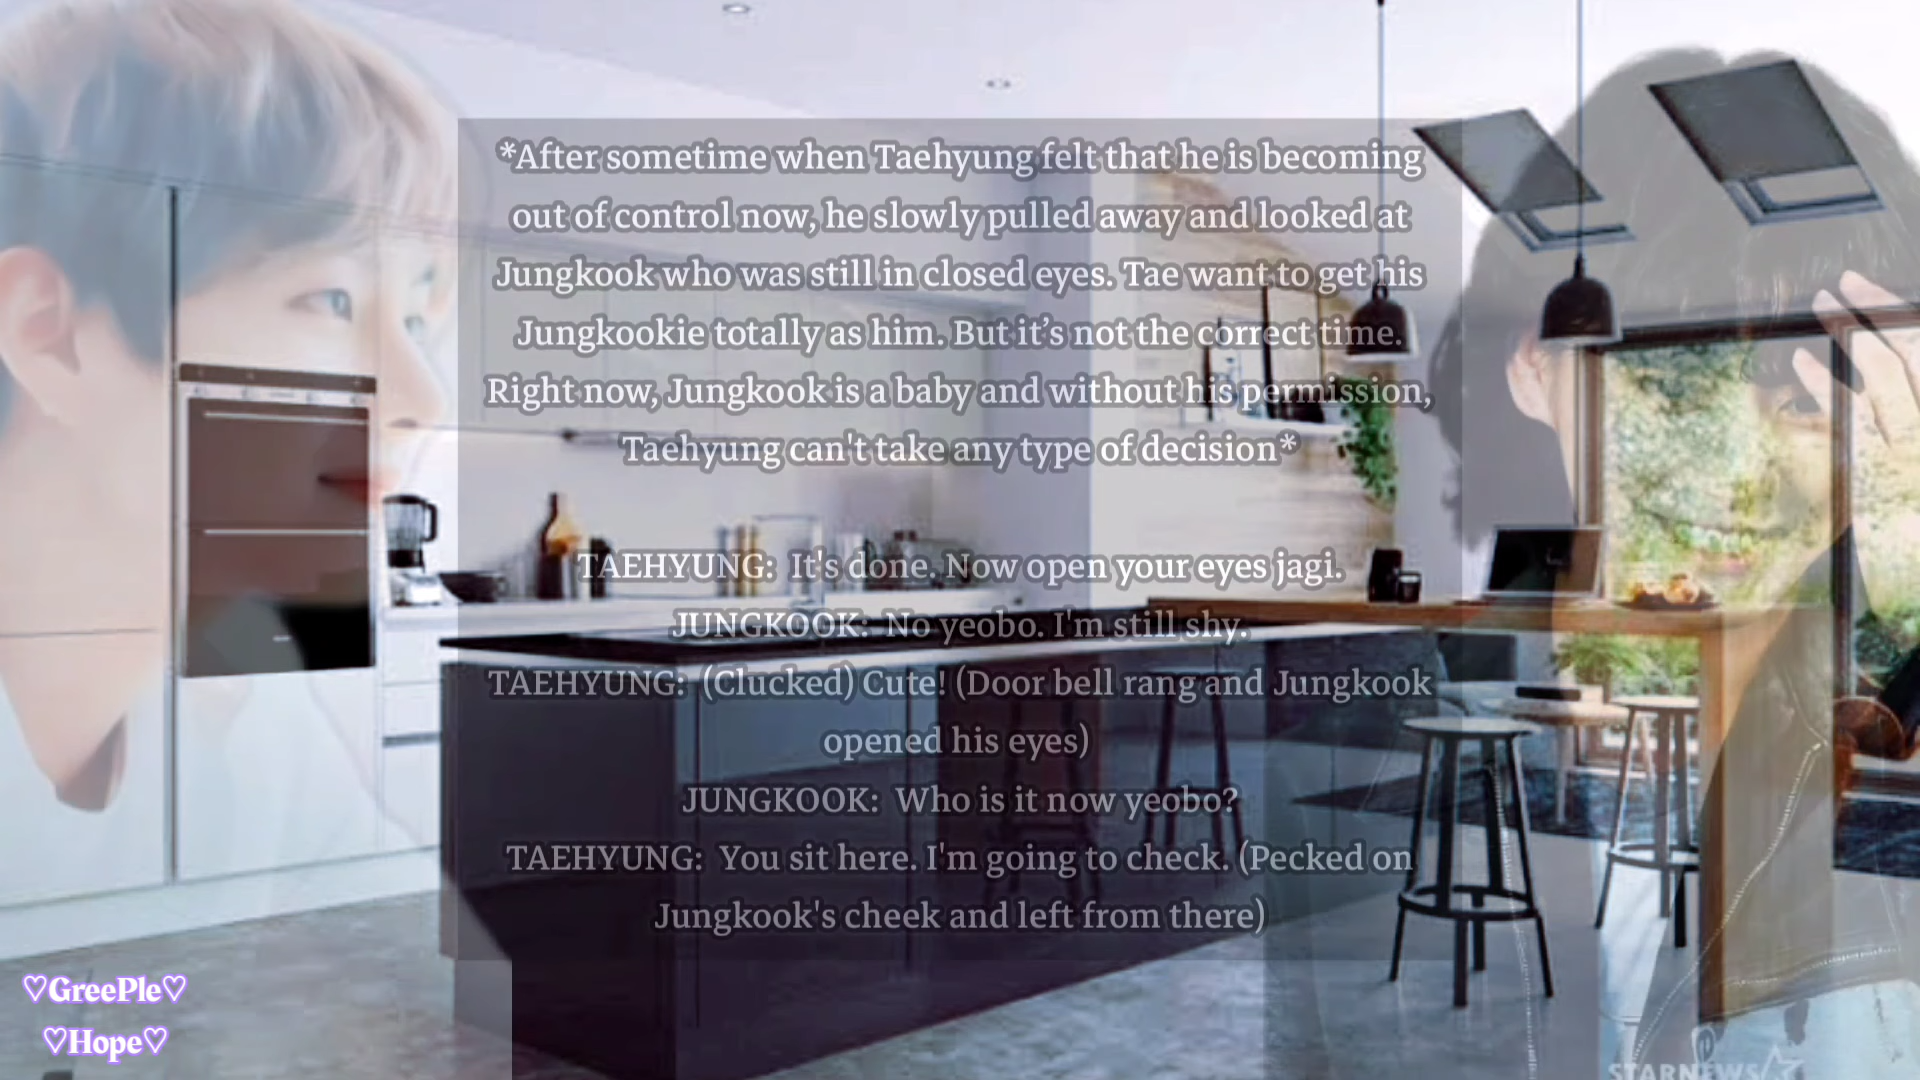 *After sometime when Taehyung felt that he is becoming
out of control now, he slowly pulled away and looked at
Jungkook who was still in closed eyes. Tae want to get his
Jungkookie totally as him. But it’s not the correct time.
Right now, Jungkook is a baby and without his permission,
Taehyung can't take any type of decision*
TAEHYUNG: It's done. Now open your eyes jagi.
JUNGKOOK: No yeobo. I'm still shy.
TAEHYUNG: (Clucked) Cute! (Door bell rang and Jungkook
opened his eyes)
JUNGKOOK: Who is it now yeobo?
TAEHYUNG: You sit here. I'm going to check. (Pecked on
Jungkook's cheek and left from there)
♡GreePle♡
♡Hope♡
STARNEWS